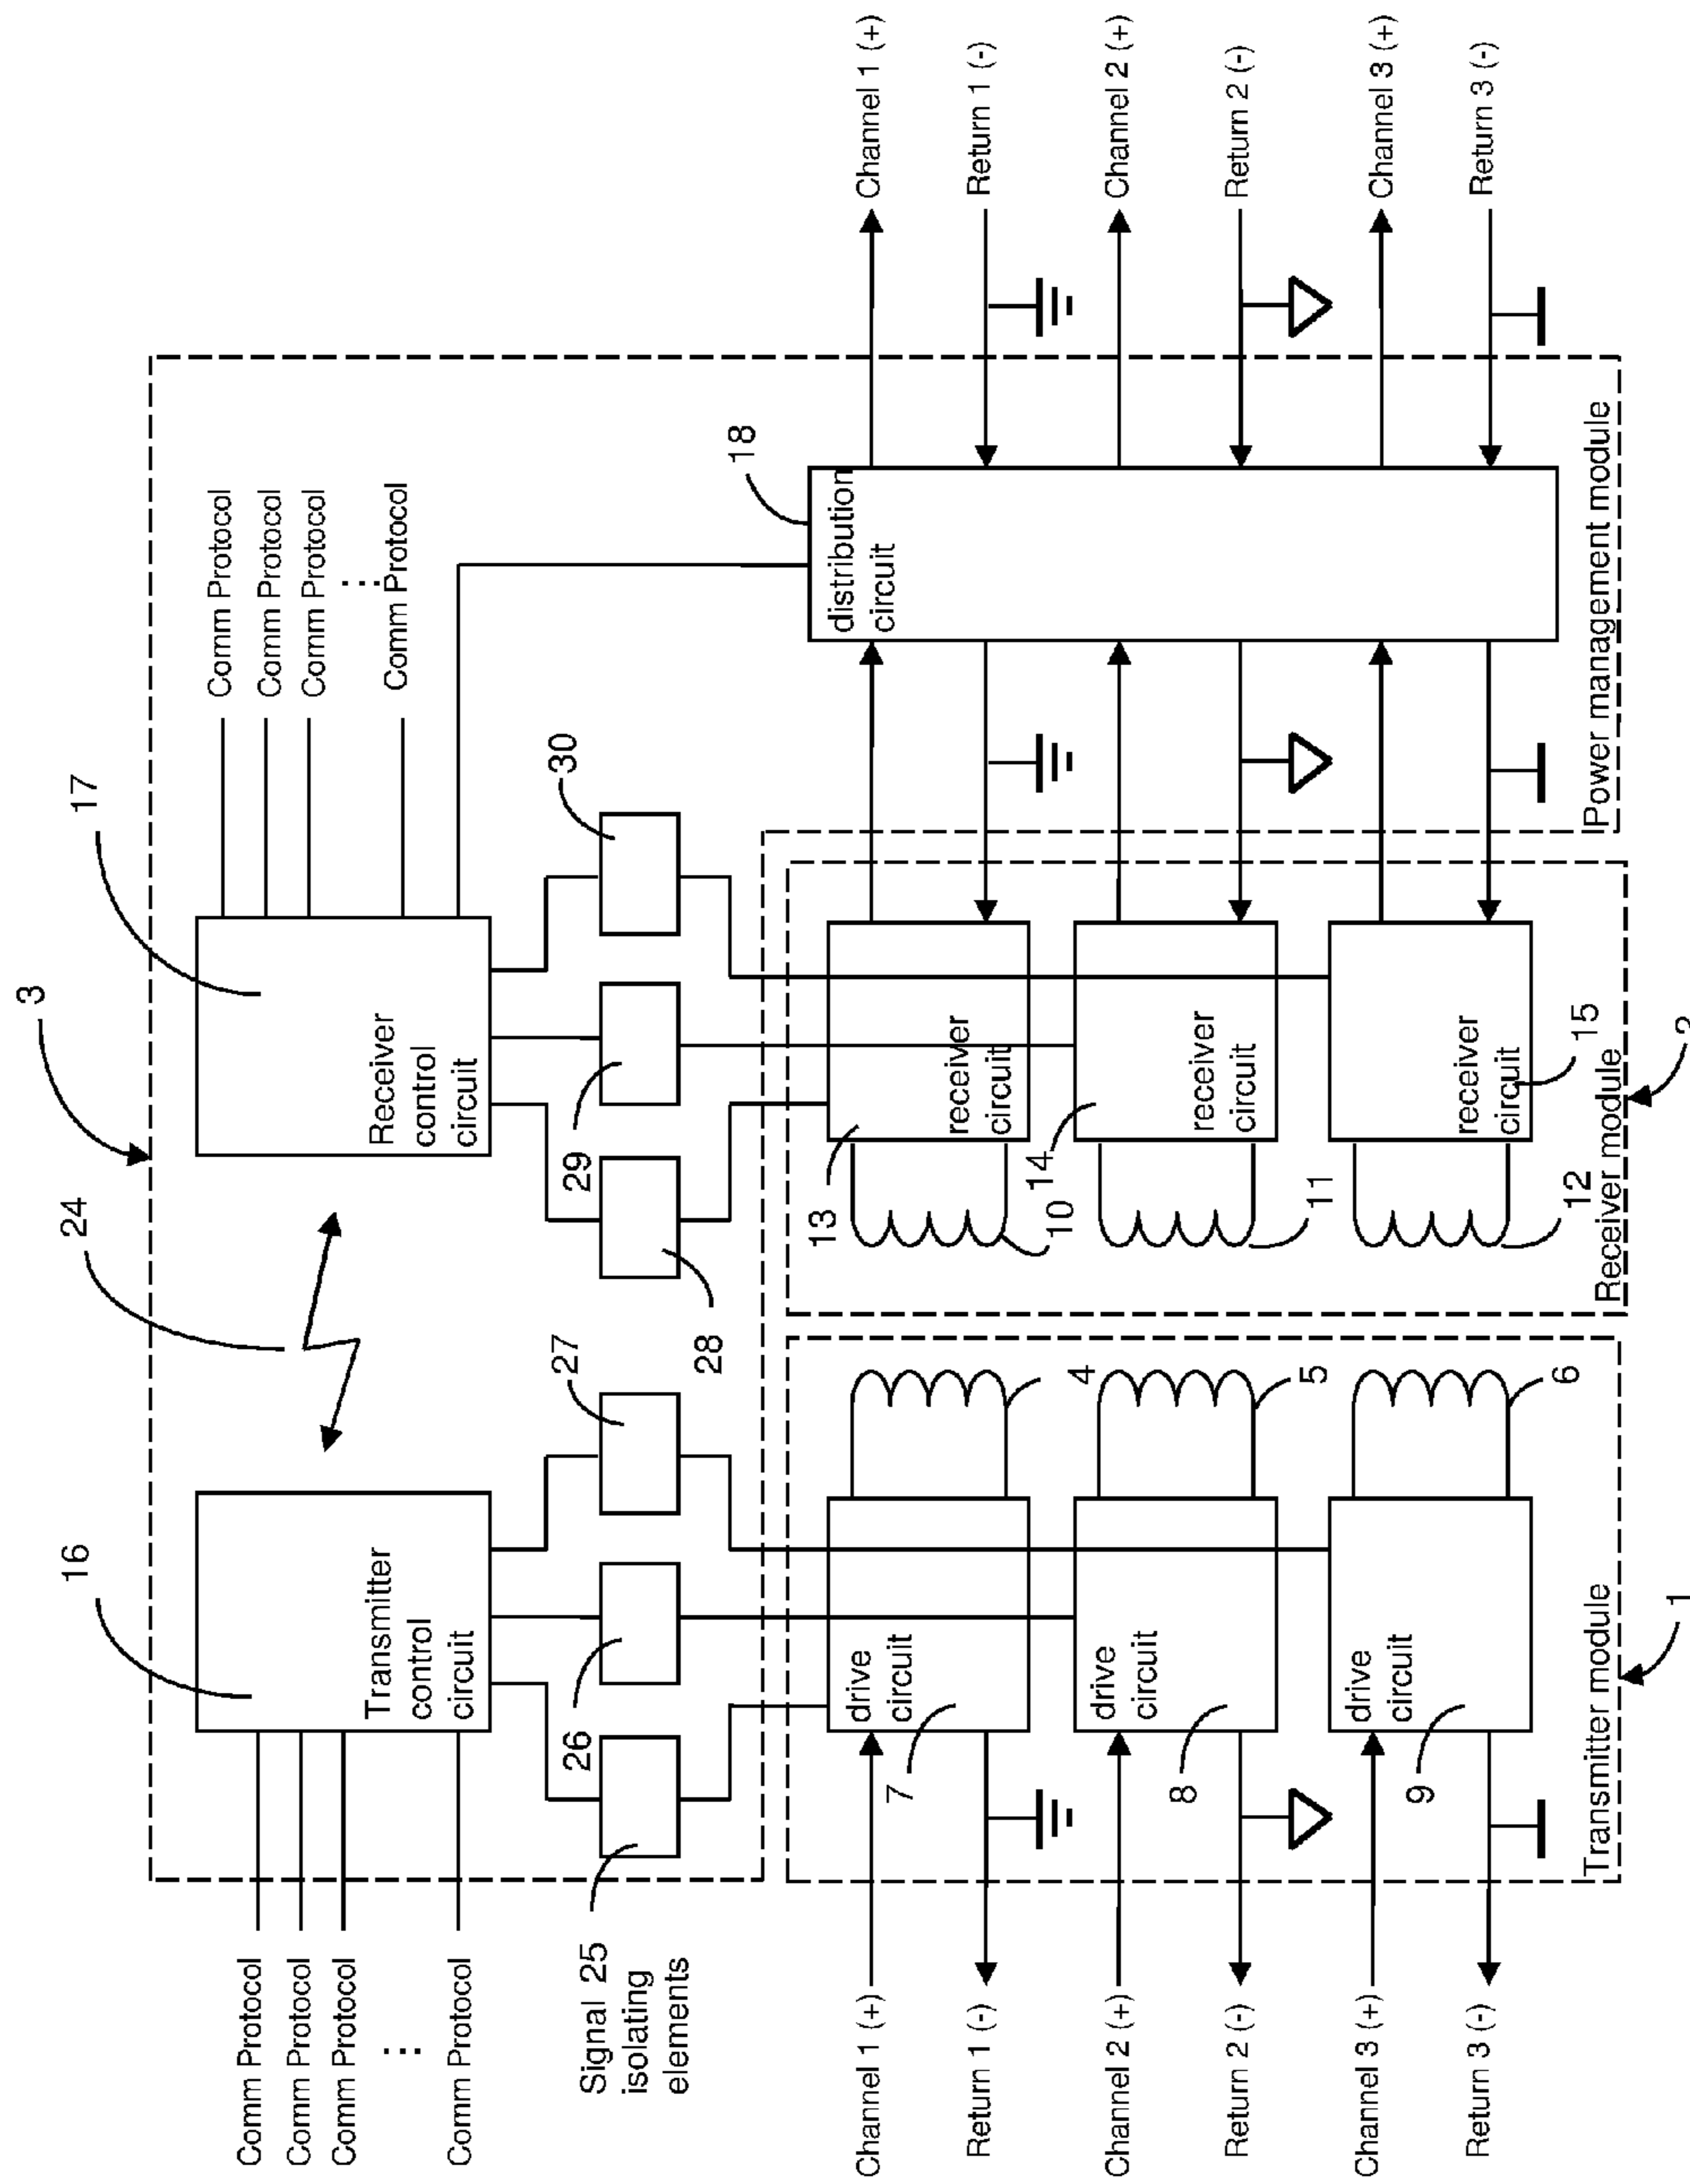 3
24
16
17
Comm Protocol
Comm Protocol
Comm Protocol
...
Comm Protocol
Transmitter
control
circuit
Receiver
control
circuit
Comm Protocol
Comm Protocol
Comm Protocol
...
Comm Protocol
Signal 25
isolating
elements
26
27
28
29
30
18
distribution
circuit
Channel 1 (+)
Return 1 (-)
Channel 2 (+)
Return 2 (-)
Channel 3 (+)
Return 3 (-)
drive
circuit
7
4
drive
circuit
8
5
drive
circuit
9
6
Transmitter module
1
13
10
receiver
circuit
14
11
receiver
circuit
12
receiver
circuit
15
Receiver module
2
Power management module
Channel 1 (+)
Return 1 (-)
Channel 2 (+)
Return 2 (-)
Channel 3 (+)
Return 3 (-)